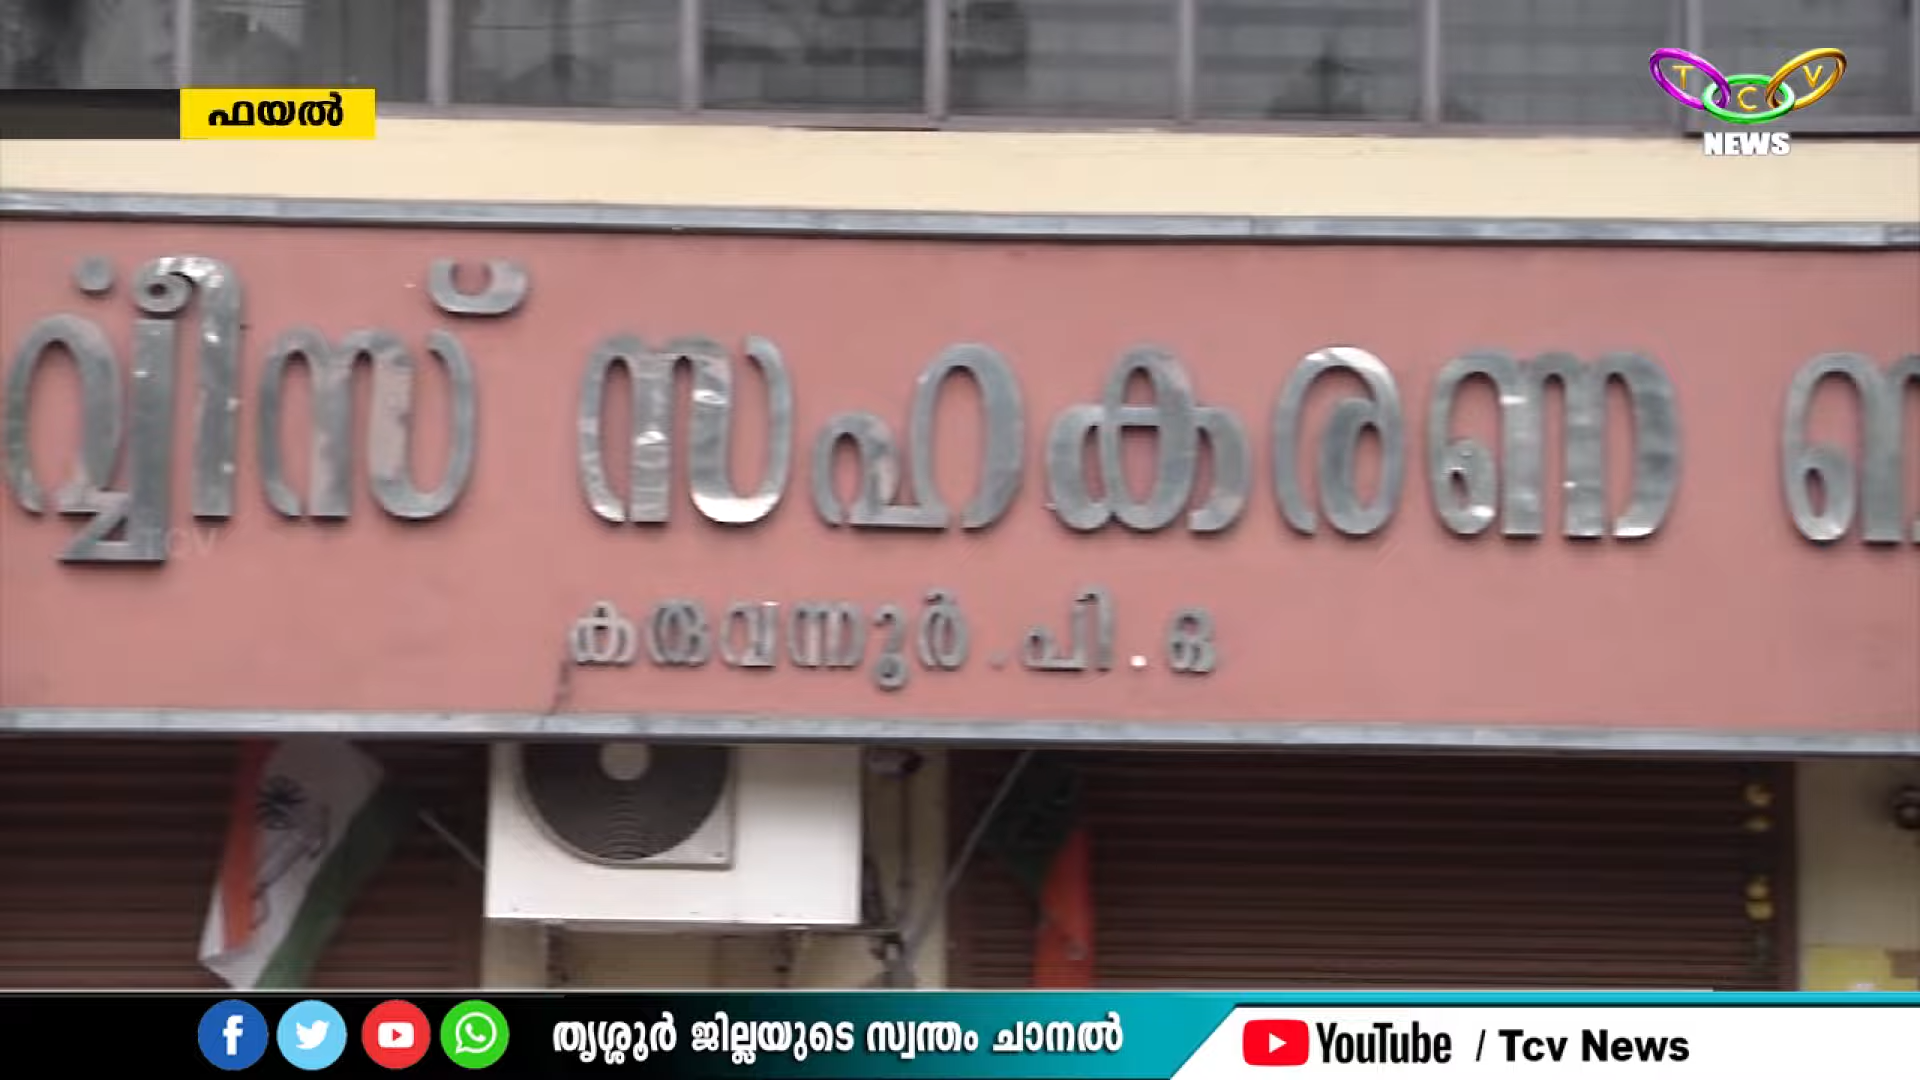 ഫയൽ
T C V
NEWS
സഹകരണ
TCV
കരുവന്നൂർ . പി . ഒ
തൃശ്ശൂർ ജില്ലയുടെ സ്വന്തം ചാനൽ
YouTube / Tcv News